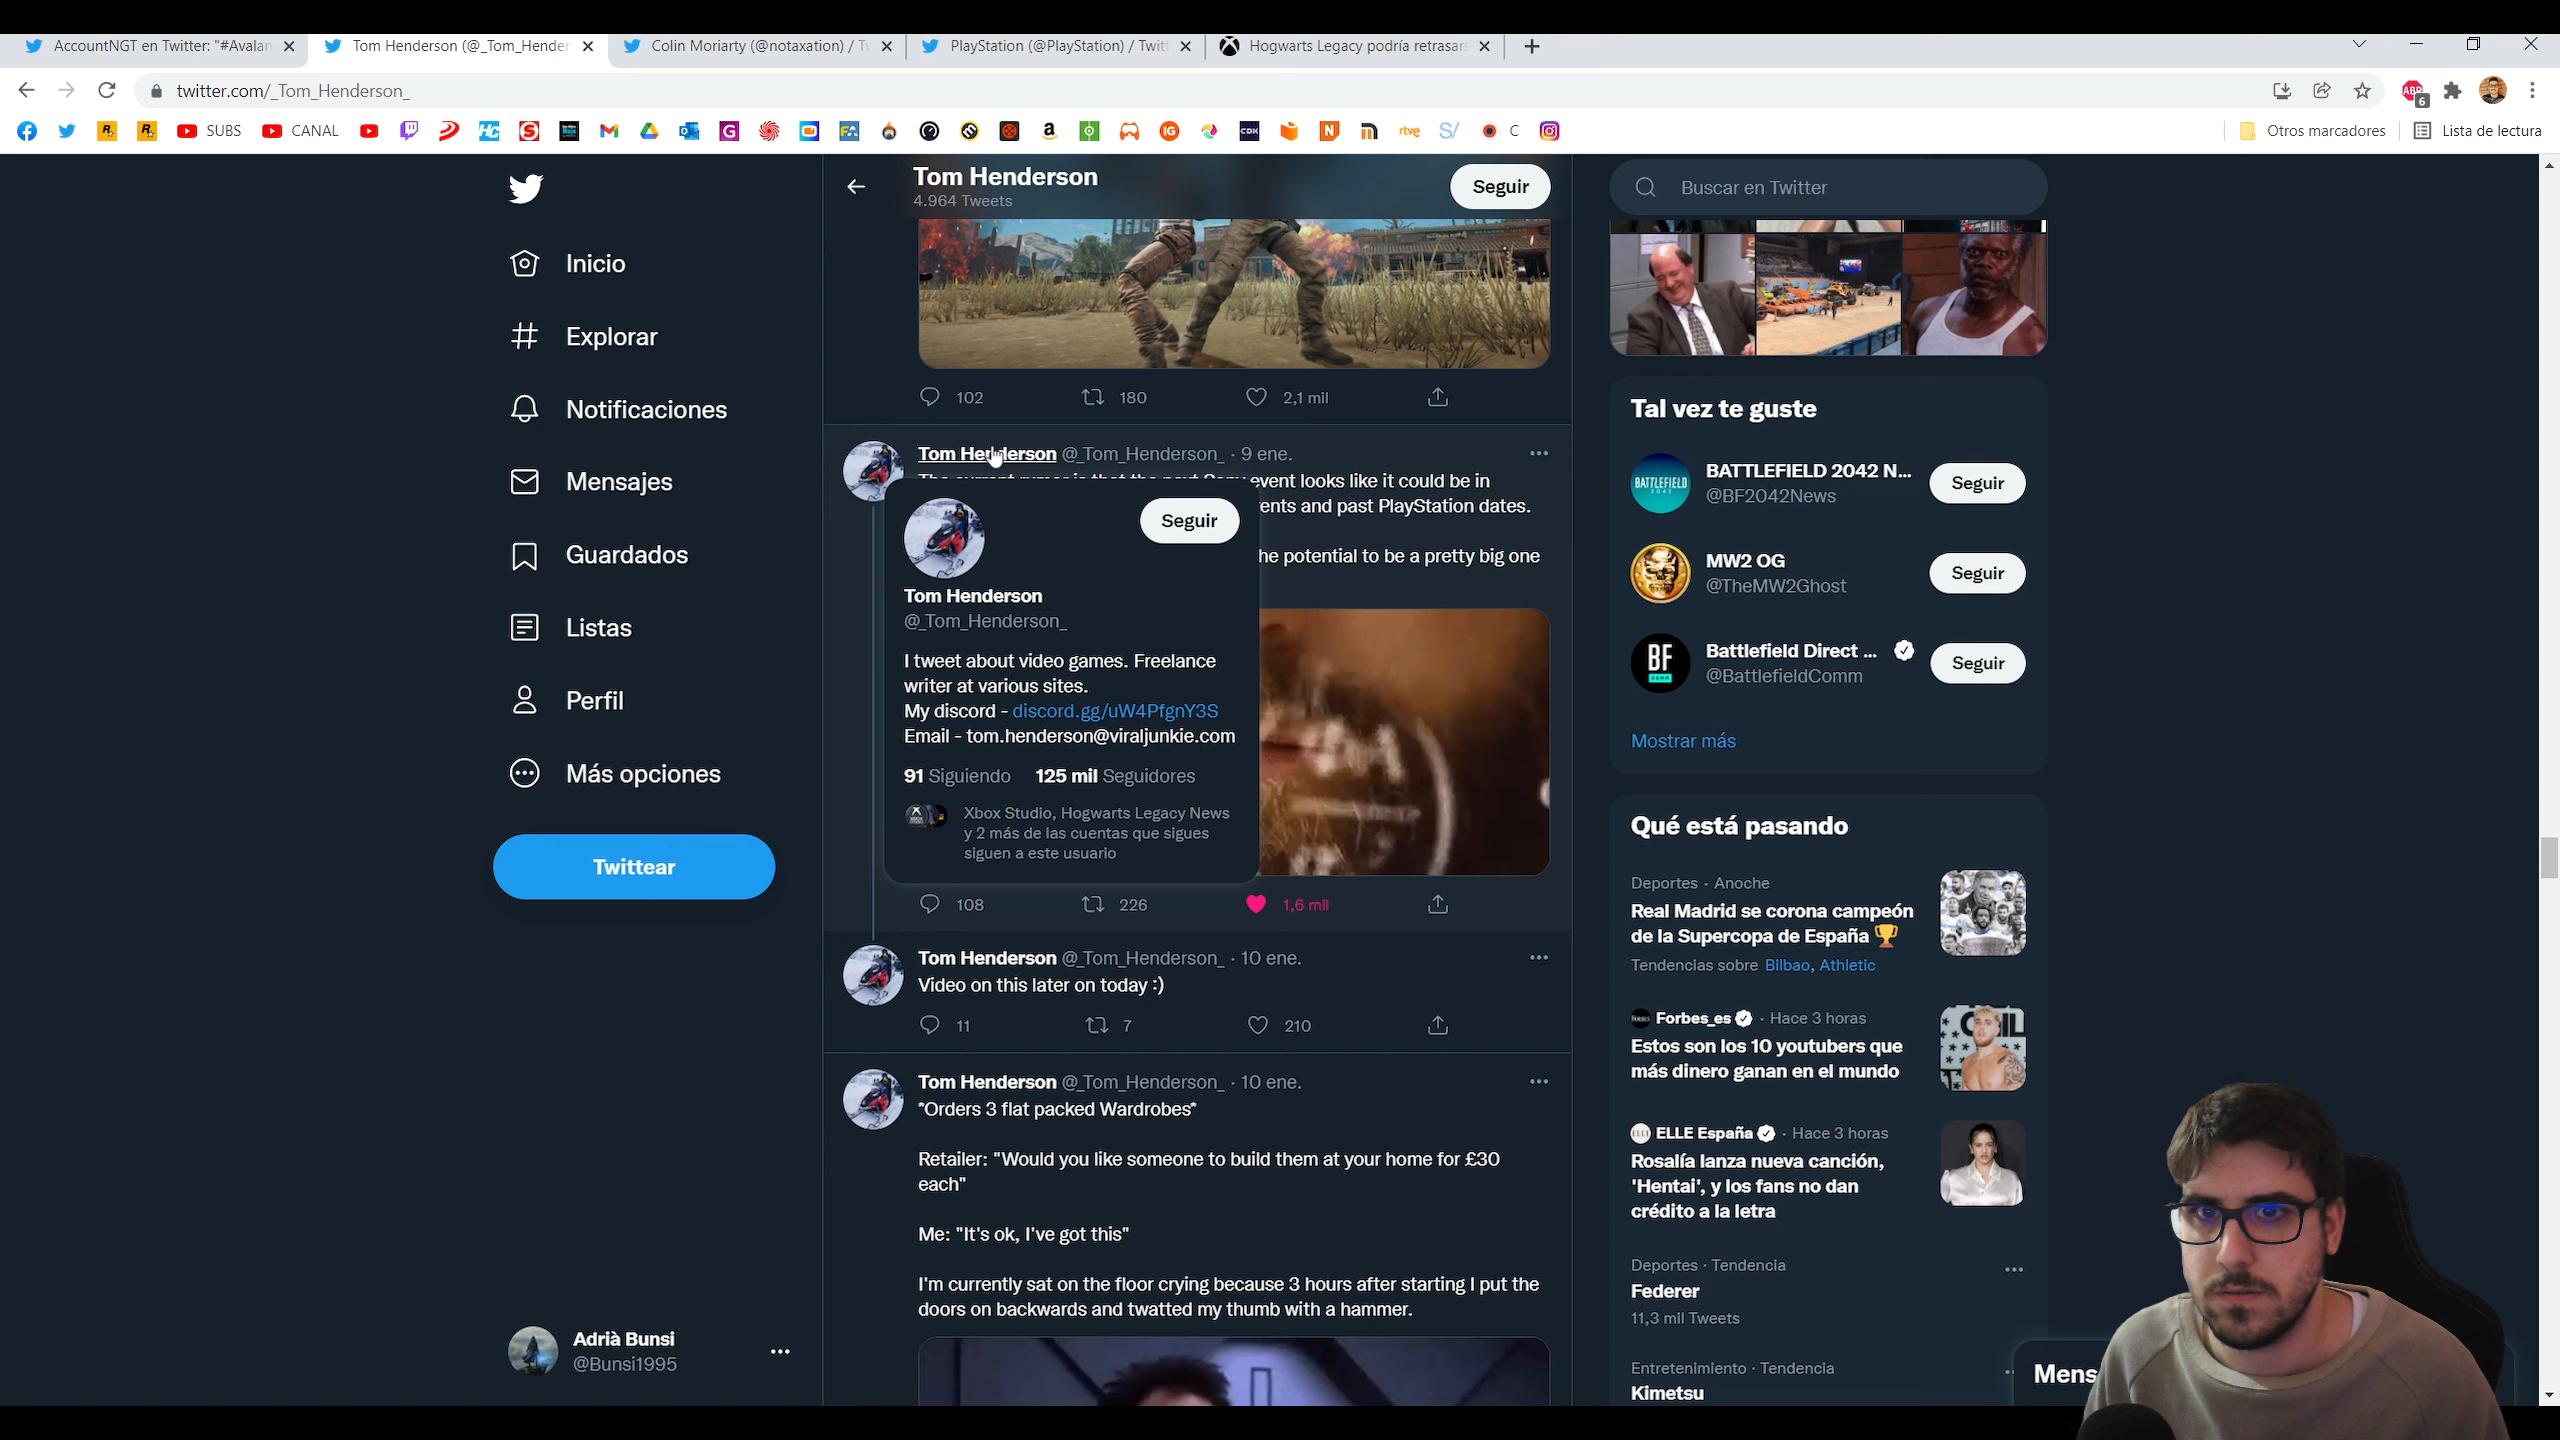 AccountNGT en Twitter: "#Avalan
Tom Henderson (@_Tom_Hender
Colin Moriarty (@notaxation) / Tw
PlayStation (@PlayStation) / Twitt
Hogwarts Legacy podría retrasars
twitter.com/_Tom_Henderson_
ABP
6
SUBS
CANAL
rtve
C
Otros marcadores
Lista de lectura
Inicio
Explorar
Notificaciones
Mensajes
Guardados
Listas
Perfil
Más opciones
Twittear
Adrià Bunsi
@Bunsi1995
Tom Henderson
4.964 Tweets
Seguir
102
180
2,1 mil
Tom Henderson @_Tom_Henderson_ · 9 ene.
event looks like it could be in
ents and past PlayStation dates.
he potential to be a pretty big one
Seguir
Tom Henderson
@_Tom_Henderson_
I tweet about video games. Freelance
writer at various sites.
My discord - discord.gg/uW4PfgnY3S
Email - tom.henderson@viraljunkie.com
91 Siguiendo 125 mil Seguidores
Xbox Studio, Hogwarts Legacy News
y 2 más de las cuentas que sigues
siguen a este usuario
108
226
1,6 mil
Tom Henderson @_Tom_Henderson_ · 10 ene.
Video on this later on today :)
11
7
210
Tom Henderson @_Tom_Henderson_ · 10 ene.
*Orders 3 flat packed Wardrobes*
Retailer: "Would you like someone to build them at your home for £30
each"
Me: "It's ok, I've got this"
I'm currently sat on the floor crying because 3 hours after starting I put the
doors on backwards and twatted my thumb with a hammer.
Buscar en Twitter
Tal vez te guste
BATTLEFIELD 2042 N...
@BF2042News
Seguir
MW2 OG
@TheMW2Ghost
Seguir
BF
Battlefield Direct ...
@BattlefieldComm
Seguir
Mostrar más
Qué está pasando
Deportes · Anoche
Real Madrid se corona campeón
de la Supercopa de España
Tendencias sobre Bilbao, Athletic
Forbes_es · Hace 3 horas
Estos son los 10 youtubers que
más dinero ganan en el mundo
ELLE España · Hace 3 horas
Rosalía lanza nueva canción,
'Hentai', y los fans no dan
crédito a la letra
Deportes · Tendencia
Federer
11,3 mil Tweets
Entretenimiento · Tendencia
Kimetsu
Mens